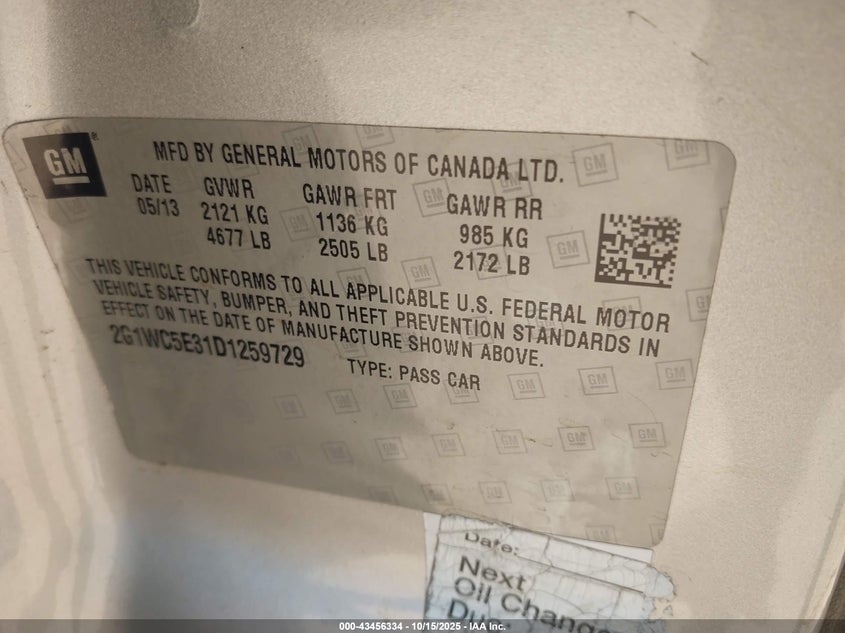 GM
MFD BY GENERAL MOTORS OF CANADA LTD.
DATE GVWR GAWR FRT GAWR RR
05/13 2121 KG 1136 KG 985 KG
4677 LB 2505 LB 2172 LB
THIS VEHICLE CONFORMS TO ALL APPLICABLE U.S. FEDERAL MOTOR
VEHICLE SAFETY, BUMPER, AND THEFT PREVENTION STANDARDS IN
EFFECT ON THE DATE OF MANUFACTURE SHOWN ABOVE.
2G1WC5E31D1259729 TYPE: PASS CAR
Date:
Next
Oil Change
000-43456334 - 10/15/2025 - IAA Inc.